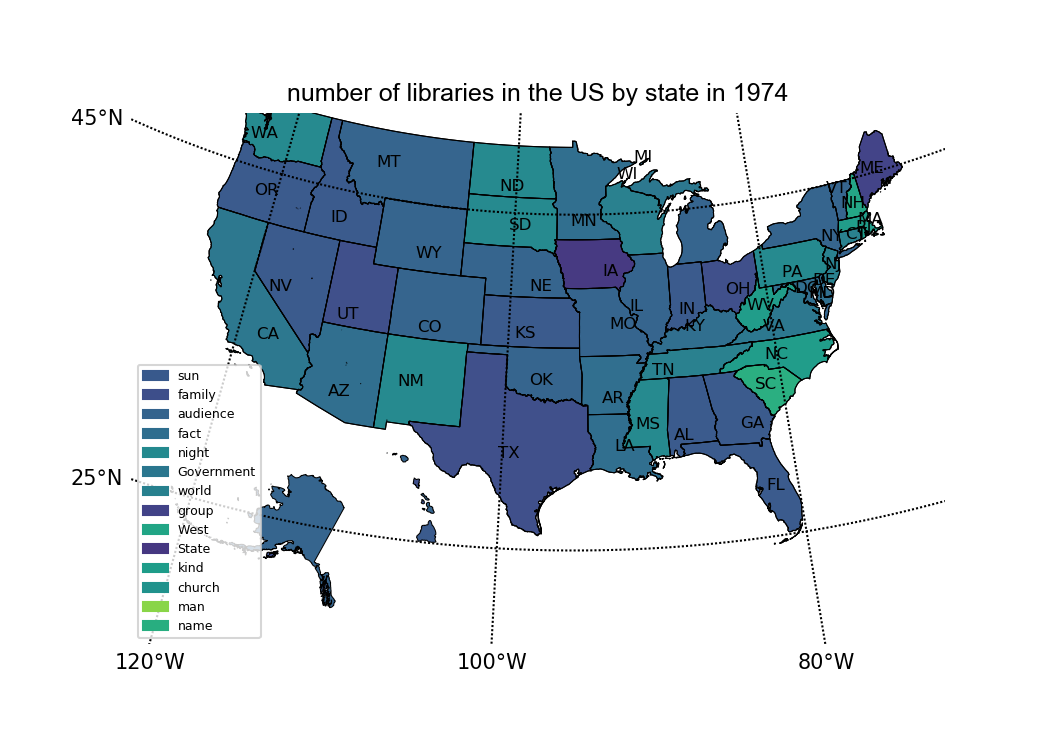 number of libraries in the US by state in 1974
45°N
25°N
120°W
100°W
80°W
WA
MT
ND
MI
WI
ME
OR
ID
SD
MN
VT
NH
MA
WY
NY
CT
RI
NV
UT
NE
IA
PA
NJ
CA
CO
KS
MO
IL
IN
OH
WV
DE
DC
MD
KY
VA
AZ
NM
OK
AR
TN
NC
SC
TX
LA
MS
AL
GA
FL
sun
family
audience
fact
night
Government
world
group
West
State
kind
church
man
name